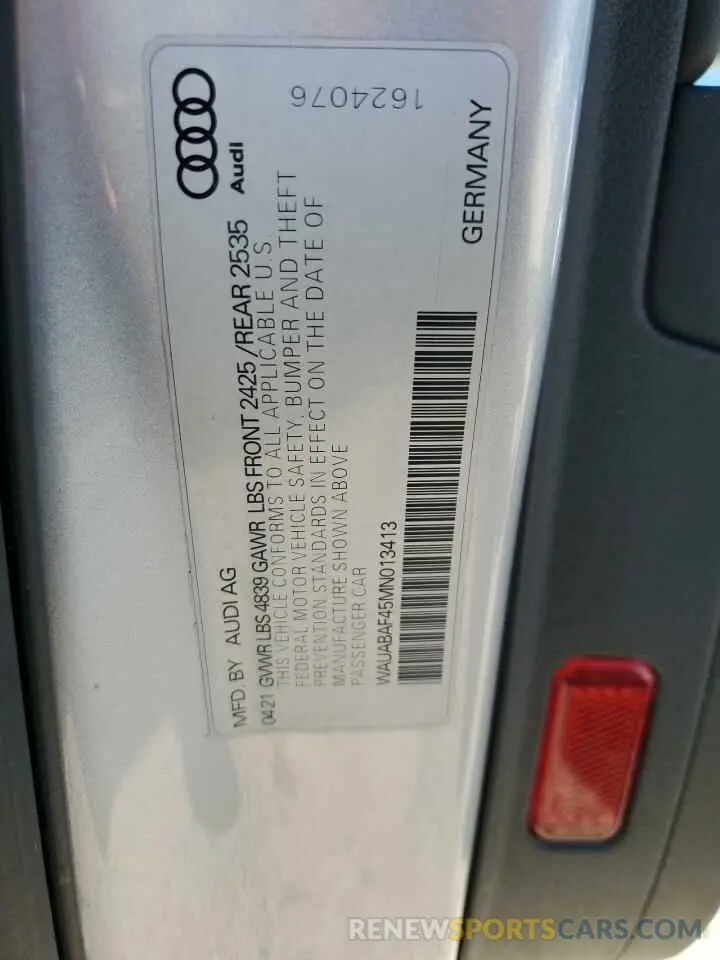 Audi
1624076
MFD. BY AUDI AG
0421 GVWR LBS 4839 GAWR LBS FRONT 2425 /REAR 2535
THIS VEHICLE CONFORMS TO ALL APPLICABLE U.S
FEDERAL MOTOR VEHICLE SAFETY, BUMPER AND THEFT
PREVENTION STANDARDS IN EFFECT ON THE DATE OF
MANUFACTURE SHOWN ABOVE
PASSENGER CAR
WAUABAF45MN013413
GERMANY
RENEWSPORTSCARS.COM